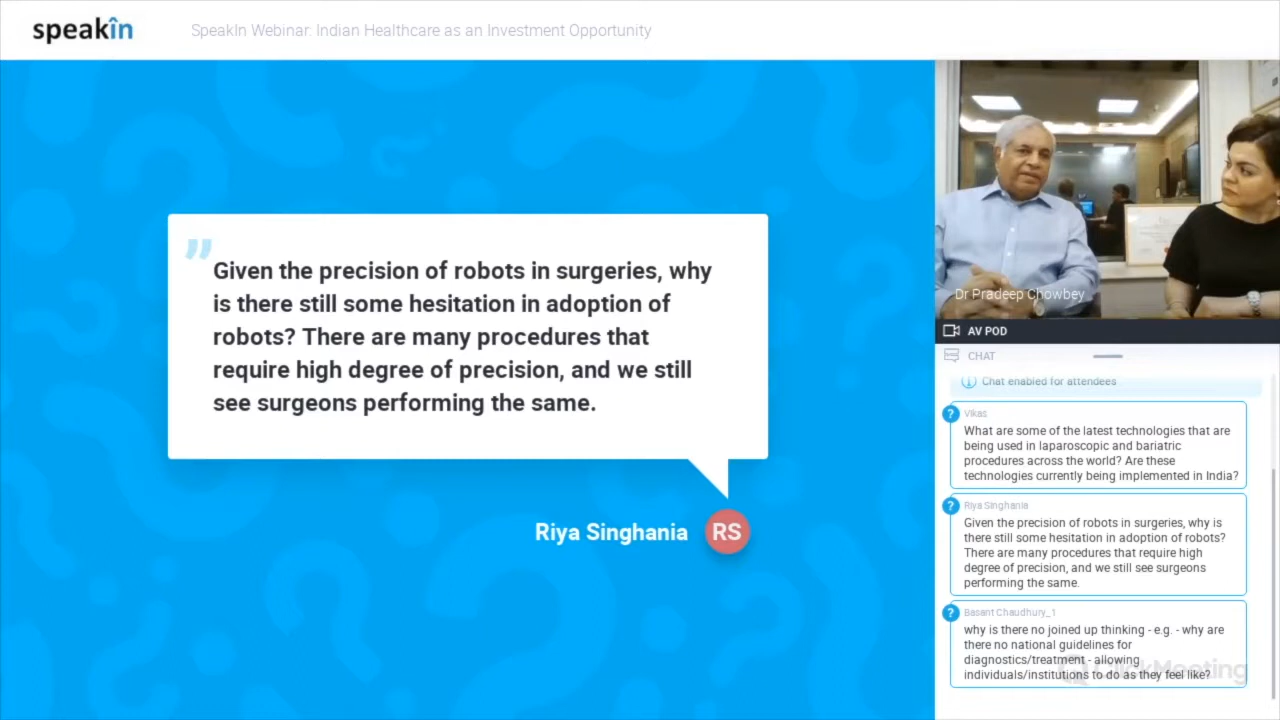 speakin
SpeakIn Webinar: Indian Healthcare as an Investment Opportunity
Given the precision of robots in surgeries, why
is there still some hesitation in adoption of
robots? There are many procedures that
require high degree of precision, and we still
see surgeons performing the same.
Riya Singhania RS
Dr Pradeep Chowbey
AV POD
CHAT
Chat enabled for attendees
? Vikas
What are some of the latest technologies that are
being used in laparoscopic and bariatric
procedures across the world? Are these
technologies currently being implemented in India?
? Riya Singhania
Given the precision of robots in surgeries, why is
there still some hesitation in adoption of robots?
There are many procedures that require high
degree of precision, and we still see surgeons
performing the same.
? Basant Chaudhury_1
why is there no joined up thinking - e.g. - why are
there no national guidelines for
diagnostics/treatment - allowing
individuals/institutions to do as they feel like?
ClickMeeting